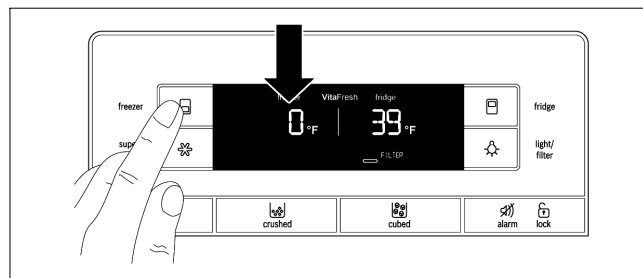 VitaFresh fridge
freezer
fridge
0 °F 39 °F
light/
filter
FILTER
crushed
cubed
alarm lock